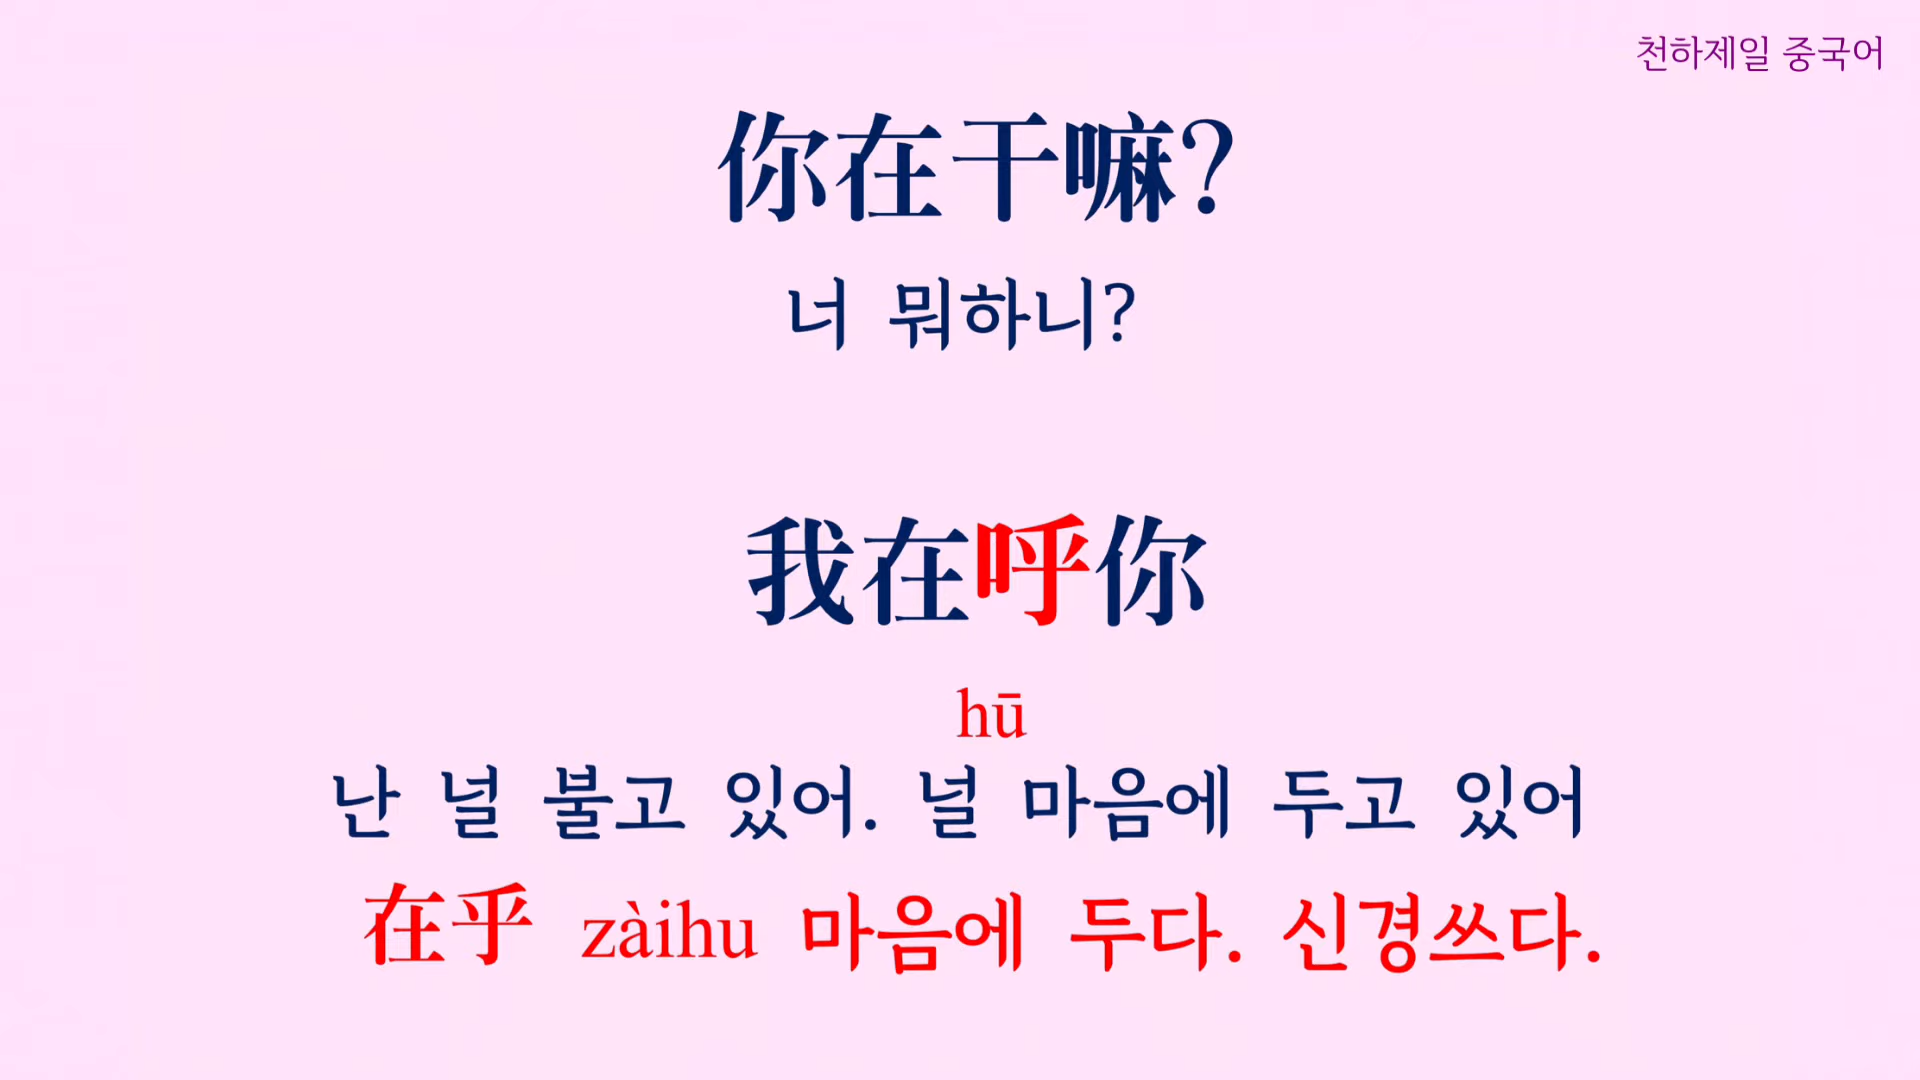 천하제일 중국어
你在干嘛?
너 뭐하니?
我在呼你
hū
난 널 불고 있어. 널 마음에 두고 있어
在乎 zàihu 마음에 두다. 신경쓰다.